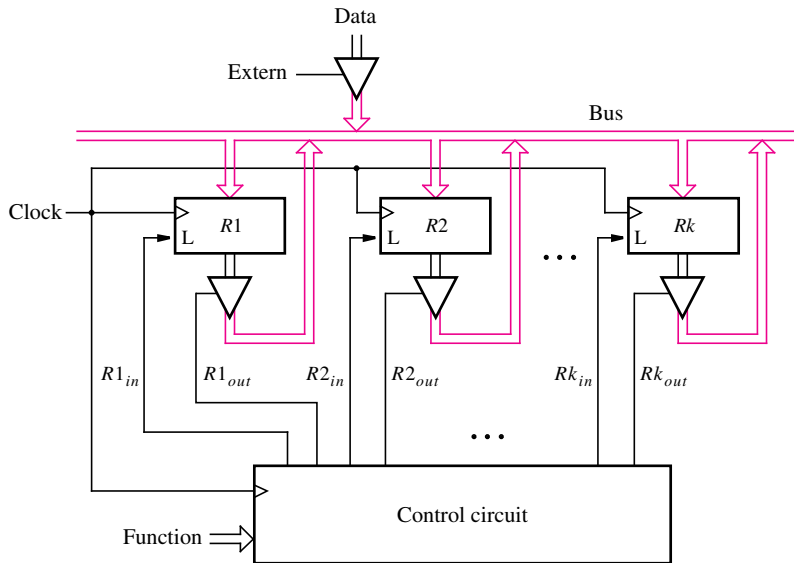 Data
Extern
Bus
Clock
R1
R2
Rk
L
L
L
• • •
R1in
R1out
R2in
R2out
Rkin
Rkout
• • •
Control circuit
Function